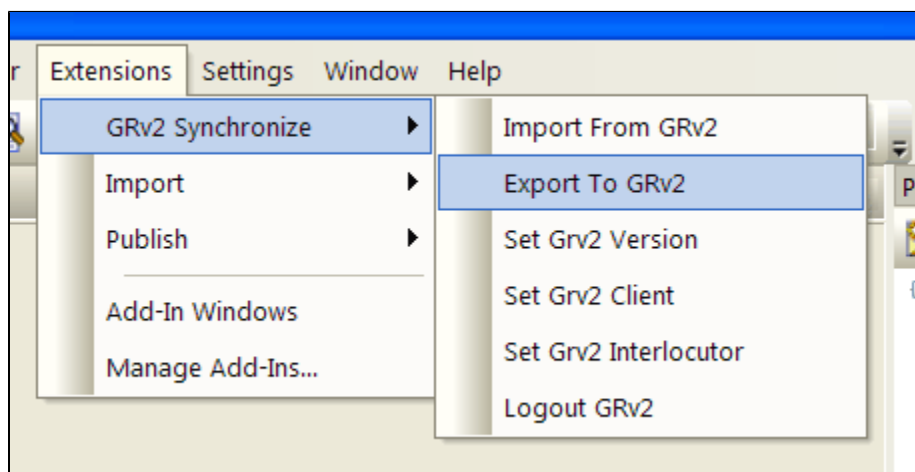 r Extensions Settings Window Help
GRv2 Synchronize
Import
Publish
Add-In Windows
Manage Add-Ins...
Import From GRv2
Export To GRv2
Set Grv2 Version
Set Grv2 Client
Set Grv2 Interlocutor
Logout GRv2
P
{